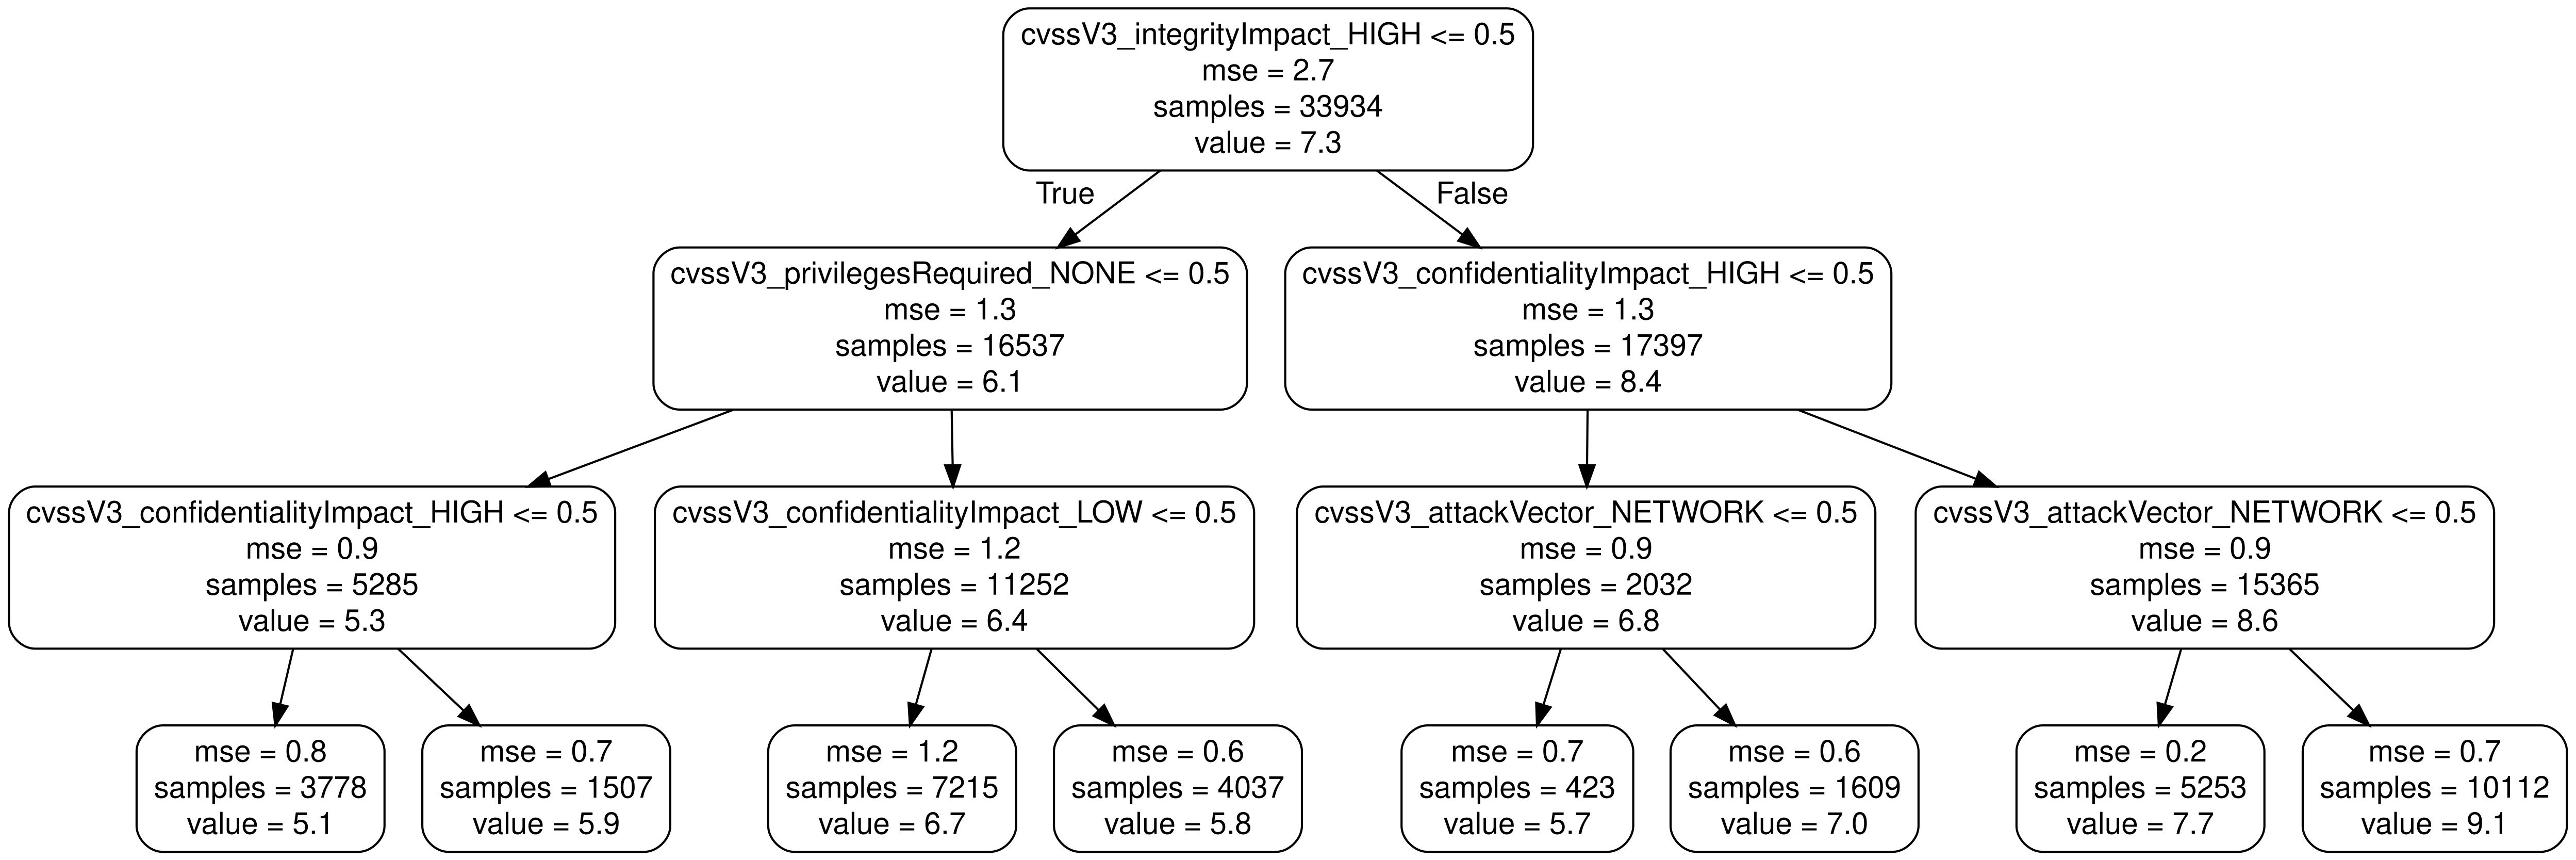 cvssV3_integrityImpact_HIGH <= 0.5
mse = 2.7
samples = 33934
value = 7.3
True
False
cvssV3_privilegesRequired_NONE <= 0.5
mse = 1.3
samples = 16537
value = 6.1
cvssV3_confidentialityImpact_HIGH <= 0.5
mse = 1.3
samples = 17397
value = 8.4
cvssV3_confidentialityImpact_HIGH <= 0.5
mse = 0.9
samples = 5285
value = 5.3
cvssV3_confidentialityImpact_LOW <= 0.5
mse = 1.2
samples = 11252
value = 6.4
cvssV3_attackVector_NETWORK <= 0.5
mse = 0.9
samples = 2032
value = 6.8
cvssV3_attackVector_NETWORK <= 0.5
mse = 0.9
samples = 15365
value = 8.6
mse = 0.8
samples = 3778
value = 5.1
mse = 0.7
samples = 1507
value = 5.9
mse = 1.2
samples = 7215
value = 6.7
mse = 0.6
samples = 4037
value = 5.8
mse = 0.7
samples = 423
value = 5.7
mse = 0.6
samples = 1609
value = 7.0
mse = 0.2
samples = 5253
value = 7.7
mse = 0.7
samples = 10112
value = 9.1